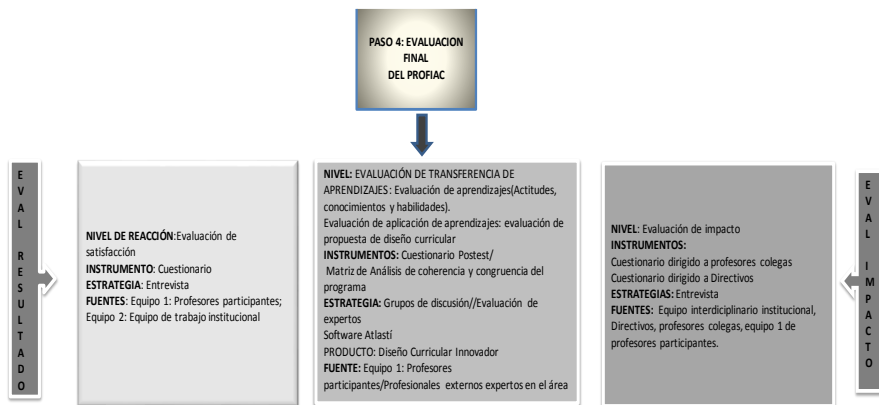 PASO 4: EVALUACION
FINAL
DEL PROFIAC
EVAL RESULTADO
NIVEL DE REACCIÓN:Evaluación de
satisfacción
INSTRUMENTO: Cuestionario
ESTRATEGIA: Entrevista
FUENTES: Equipo 1: Profesores participantes;
Equipo 2: Equipo de trabajo institucional
NIVEL: EVALUACIÓN DE TRANSFERENCIA DE
APRENDIZAJES: Evaluación de aprendizajes(Actitudes,
conocimientos y habilidades).
Evaluación de aplicación de aprendizajes: evaluación de
propuesta de diseño curricular
INSTRUMENTOS: Cuestionario Postest/
Matriz de Análisis de coherencia y congruencia del
programa
ESTRATEGIA: Grupos de discusión//Evaluación de
expertos
Software Atlastí
PRODUCTO: Diseño Curricular Innovador
FUENTE: Equipo 1: Profesores
participantes/Profesionales externos expertos en el área
NIVEL: Evaluación de impacto
INSTRUMENTOS:
Cuestionario dirigido a profesores colegas
Cuestionario dirigido a Directivos
ESTRATEGIAS: Entrevista
FUENTES: Equipo interdiciplinario institucional,
Directivos, profesores colegas, equipo 1 de
profesores participantes.
EVAL IMPACTO